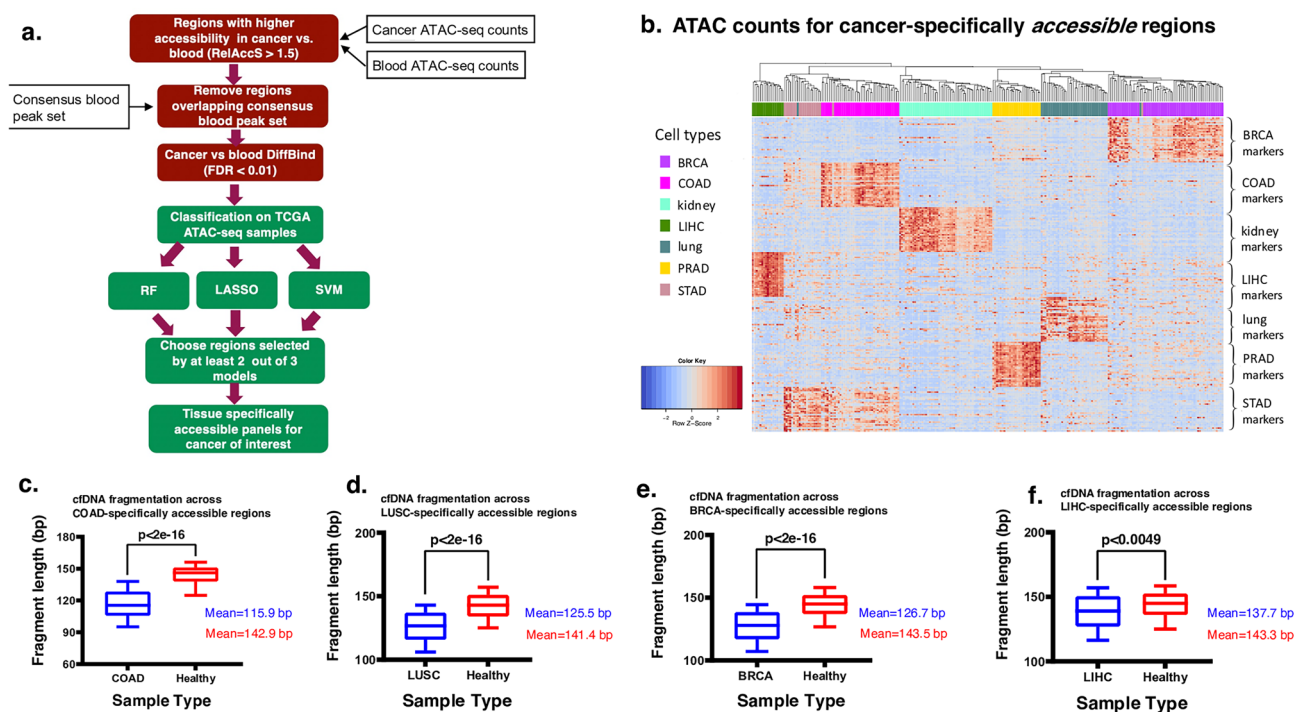 a.
Regions with higher
accessibility in cancer vs.
blood (RelAccS > 1.5)
Cancer ATAC-seq counts
Blood ATAC-seq counts
Consensus blood
peak set
Remove regions
overlapping consensus
blood peak set
Cancer vs blood DiffBind
(FDR < 0.01)
Classification on TCGA
ATAC-seq samples
RF
LASSO
SVM
Choose regions selected
by at least 2 out of 3
models
Tissue specifically
accessible panels for
cancer of interest
b. ATAC counts for cancer-specifically accessible regions
Cell types
BRCA
COAD
kidney
LIHC
lung
PRAD
STAD
Color Key
-2 0 2
Row Z-Score
BRCA
markers
COAD
markers
kidney
markers
LIHC
markers
lung
markers
PRAD
markers
STAD
markers
c.
cfDNA fragmentation across
COAD-specifically accessible regions
Fragment length (bp)
180
150
120
90
60
p<2e-16
Mean=115.9 bp
Mean=142.9 bp
COAD Healthy
Sample Type
d.
cfDNA fragmentation across
LUSC-specifically accessible regions
Fragment length (bp)
200
150
100
p<2e-16
Mean=125.5 bp
Mean=141.4 bp
LUSC Healthy
Sample Type
e.
cfDNA fragmentation across
BRCA-specifically accessible regions
Fragment length (bp)
200
150
100
p<2e-16
Mean=126.7 bp
Mean=143.5 bp
BRCA Healthy
Sample Type
f.
cfDNA fragmentation across
LIHC-specifically accessible regions
Fragment length (bp)
200
150
100
p<0.0049
Mean=137.7 bp
Mean=143.3 bp
LIHC Healthy
Sample Type